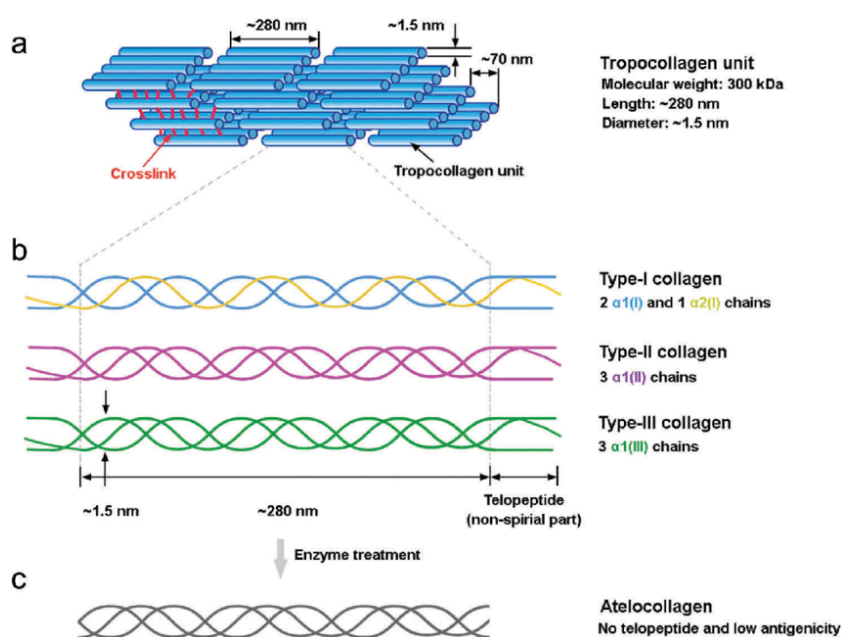 a
~280 nm
~1.5 nm
~70 nm
Crosslink
Tropocollagen unit
Tropocollagen unit
Molecular weight: 300 kDa
Length: ~280 nm
Diameter: ~1.5 nm
b
Type-I collagen
2 α1(I) and 1 α2(I) chains
Type-II collagen
3 α1(II) chains
Type-III collagen
3 α1(III) chains
~1.5 nm
~280 nm
Telopeptide
(non-spirial part)
Enzyme treatment
c
Atelocollagen
No telopeptide and low antigenicity